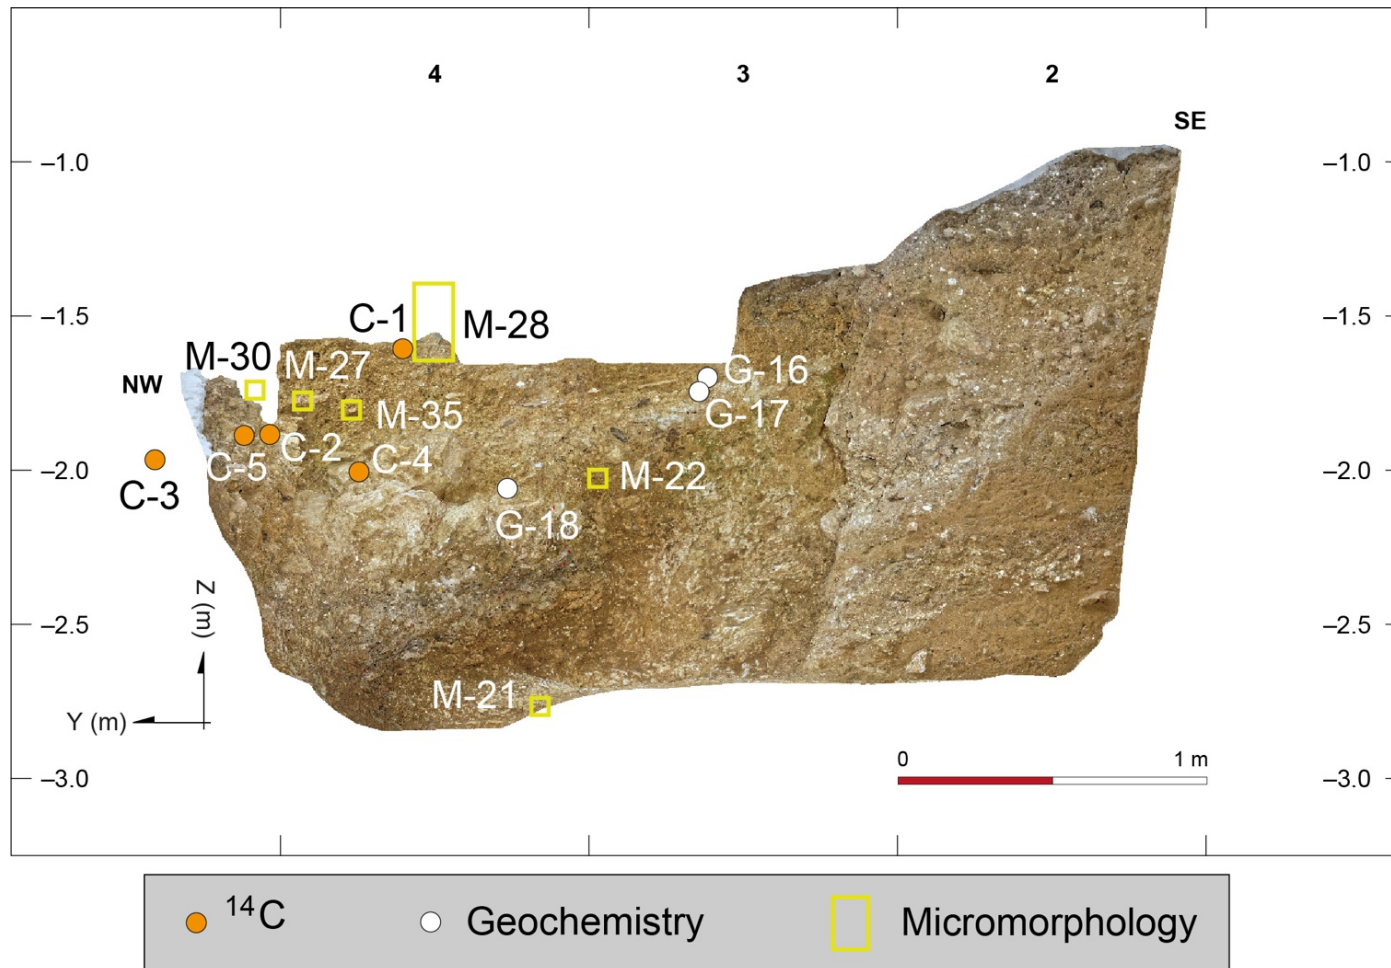 4 3 2
SE
–1.0 –1.0
–1.5 C-1 M-28 –1.5
M-30 M-27 G-16
NW M-35 G-17
C-5 C-2 C-4 M-22
–2.0 –2.0
C-3 G-18
Z (m)
–2.5 –2.5
M-21
Y (m)
0 1 m
–3.0 –3.0
14C Geochemistry Micromorphology